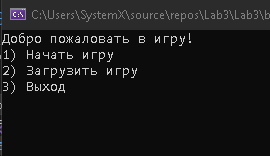 C:\Users\SystemX\source\repos\Lab3\Lab3\b
Добро пожаловать в игру!
1) Начать игру
2) Загрузить игру
3) Выход